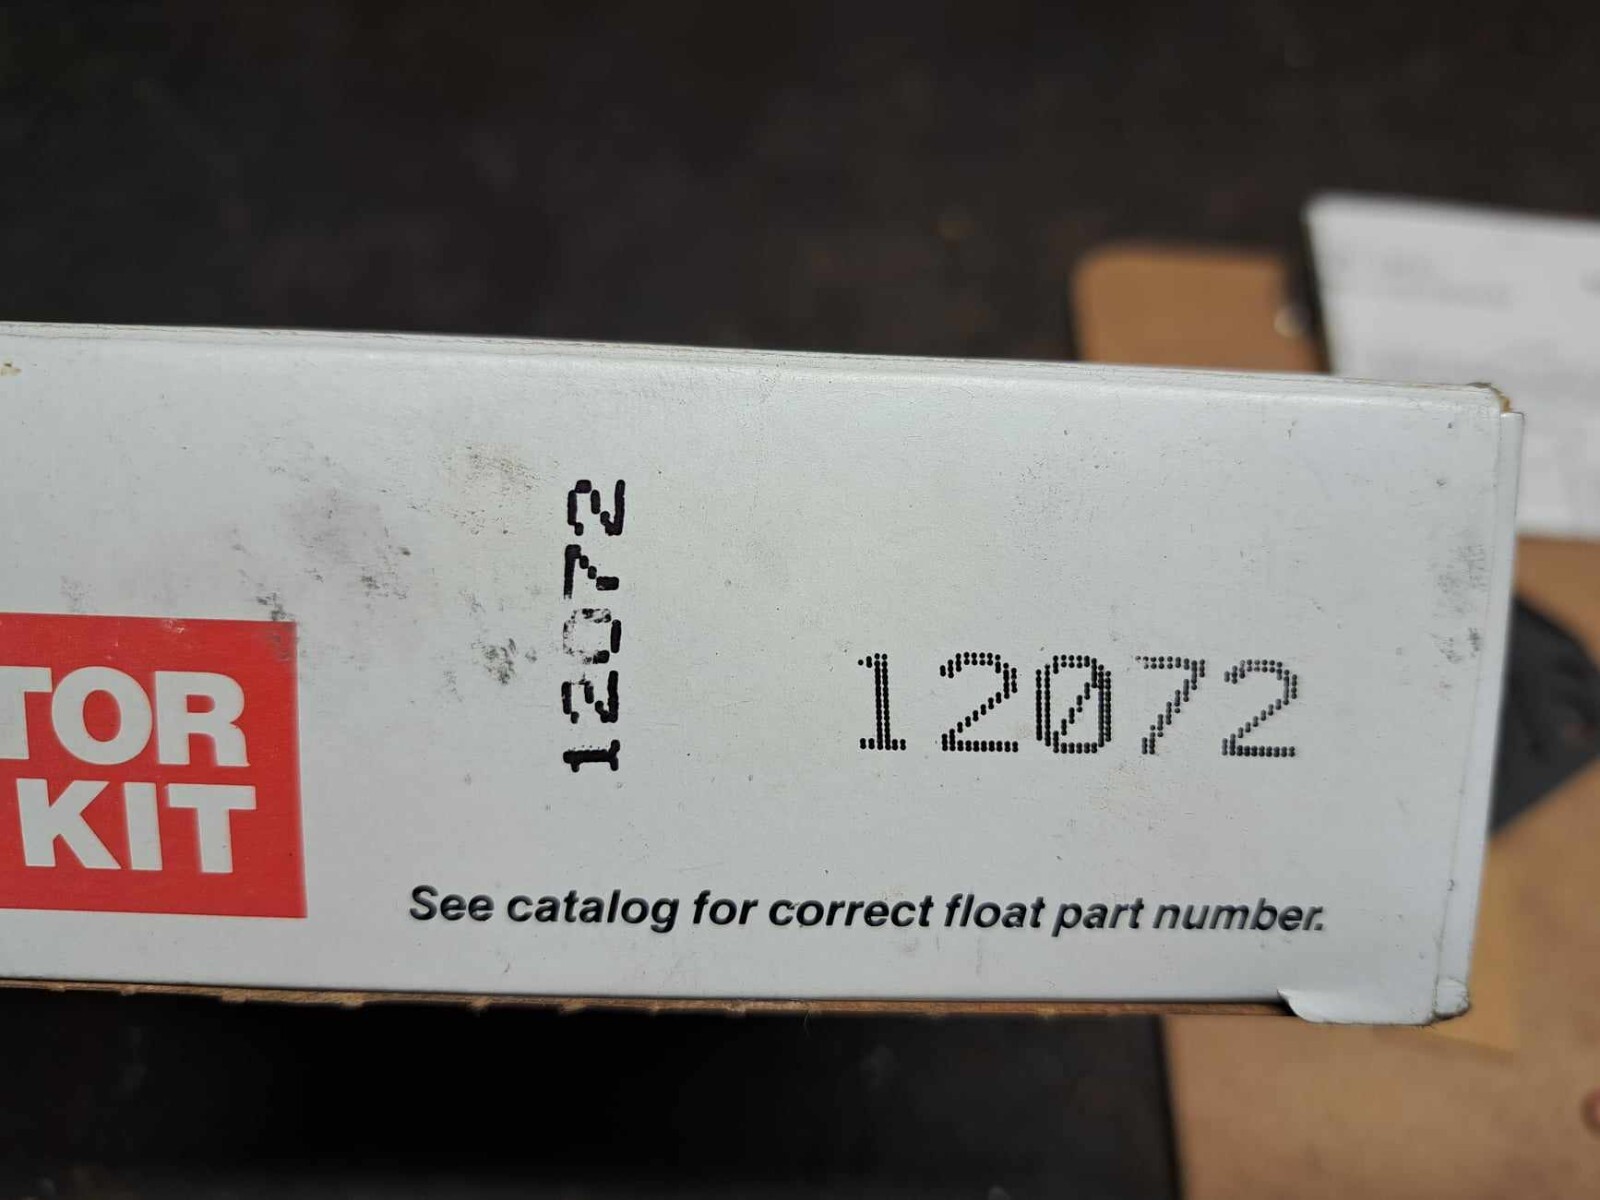 TOR
KIT
12072
12072
See catalog for correct float part number.